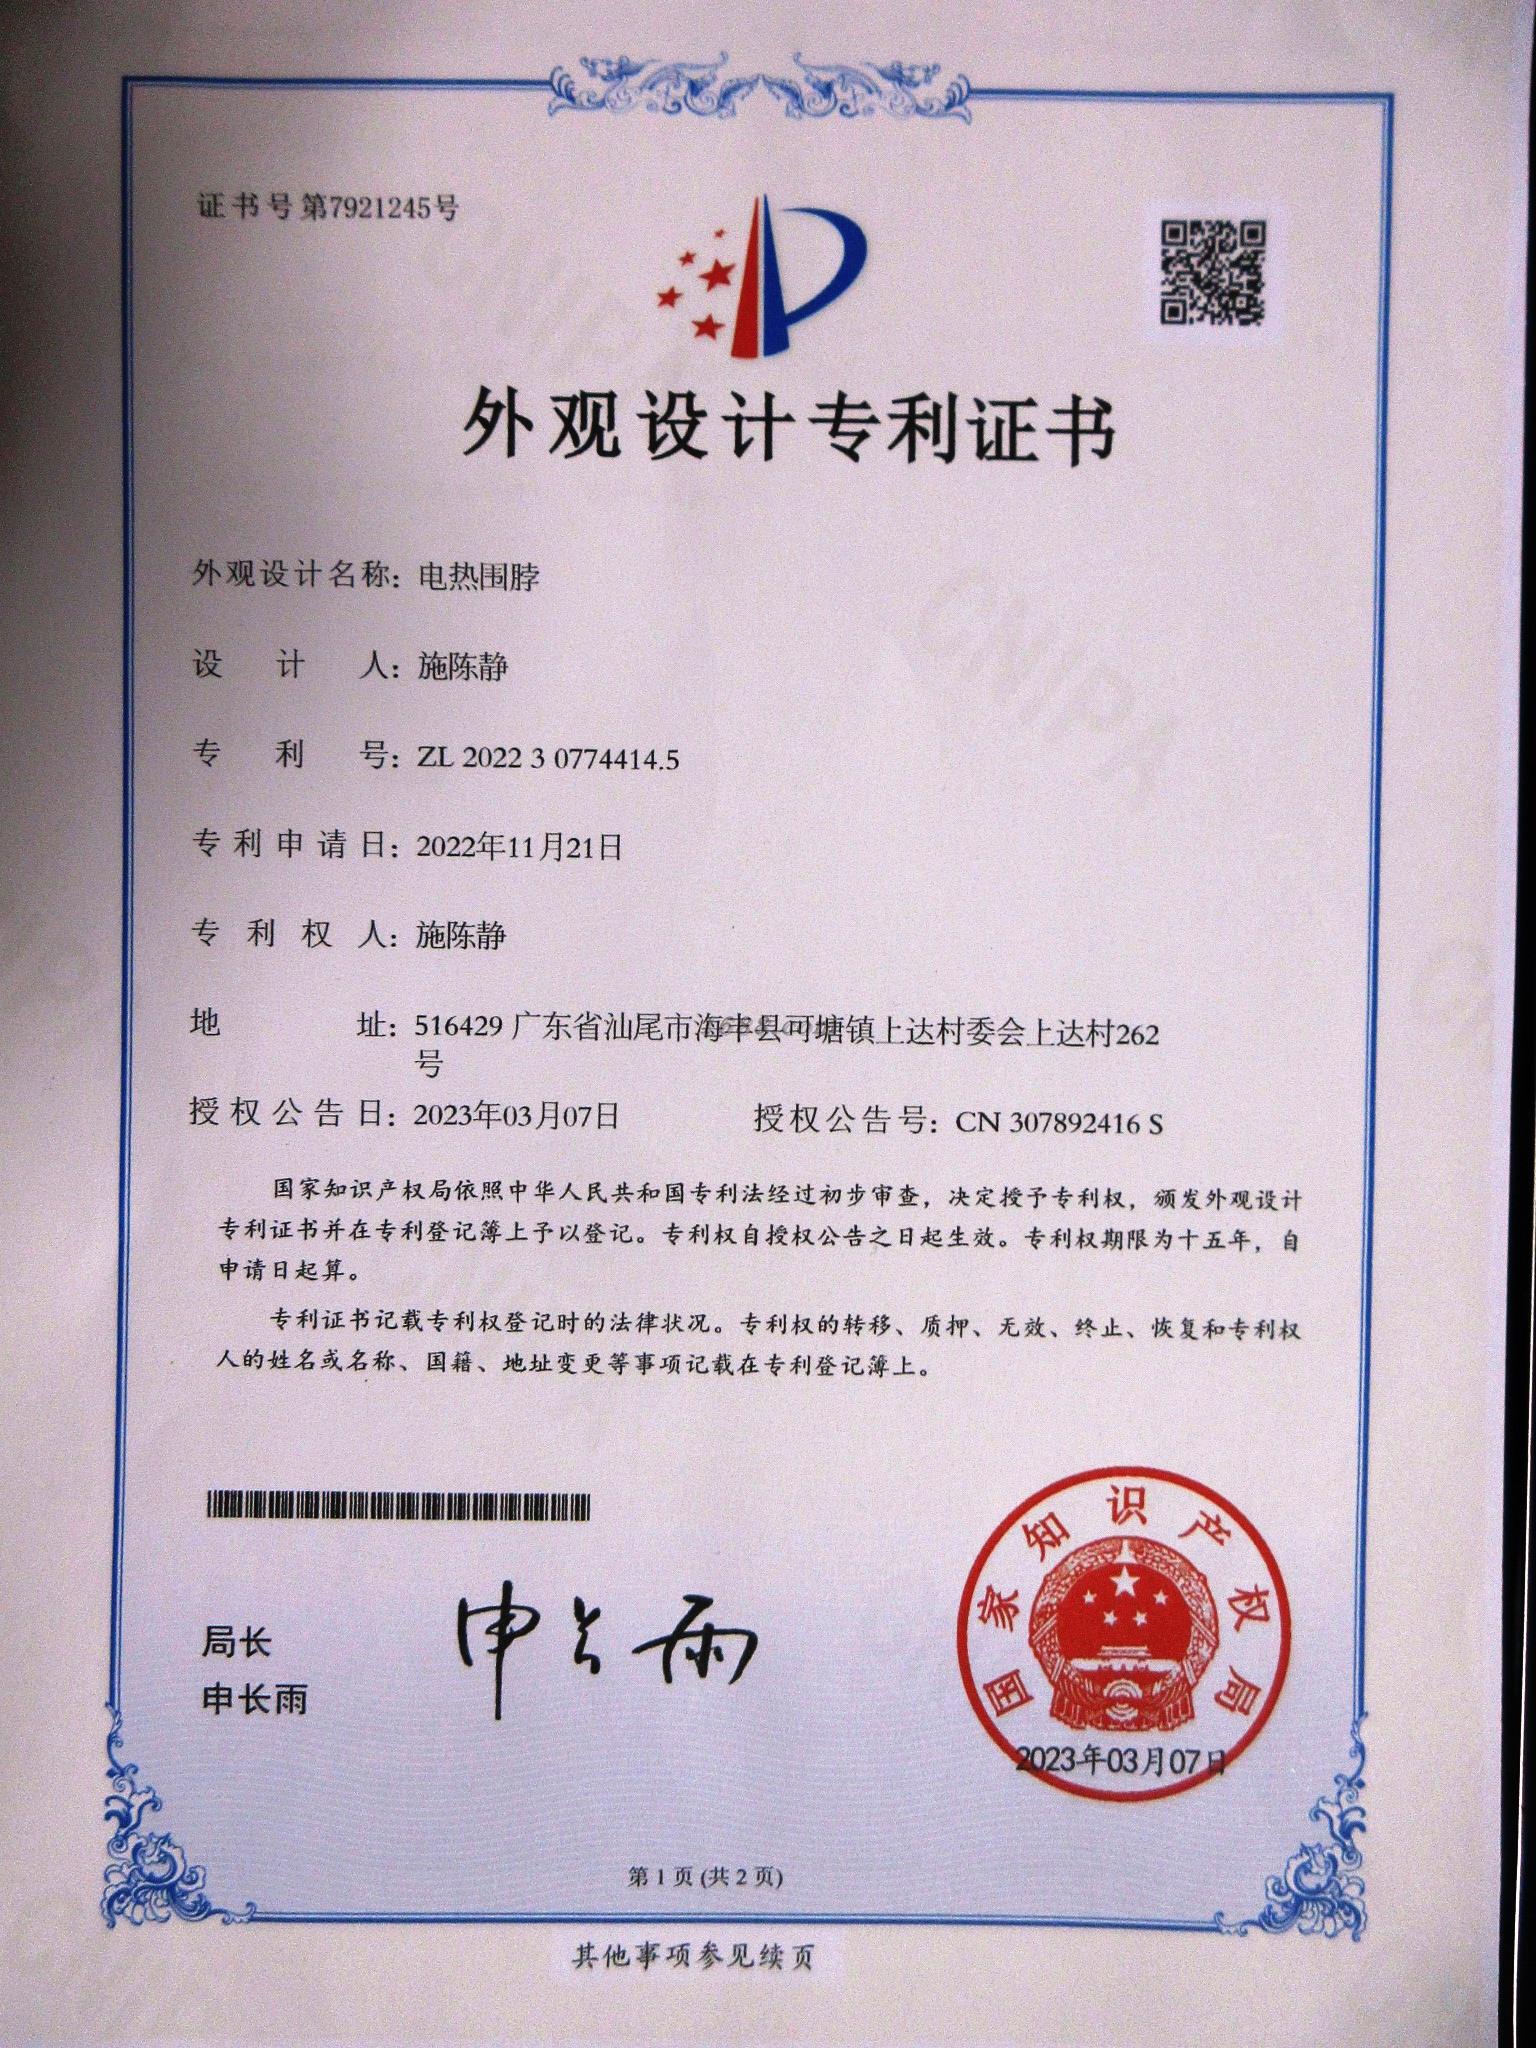 证书号第7921245号
外观设计专利证书
外观设计名称：电热围脖
设计人：施陈静
专利号：ZL 2022 3 0774414.5
专利申请日：2022年11月21日
专利权人：施陈静
地址：516429 广东省汕尾市海丰县可塘镇上达村委会上达村262
号
授权公告日：2023年03月07日 授权公告号：CN 307892416 S
国家知识产权局依照中华人民共和国专利法经过初步审查，决定授予专利权，颁发外观设计
专利证书并在专利登记簿上予以登记。专利权自授权公告之日起生效。专利权期限为十五年，自
申请日起算。
专利证书记载专利权登记时的法律状况。专利权的转移、质押、无效、终止、恢复和专利权
人的姓名或名称、国籍、地址变更等事项记载在专利登记簿上。
局长
申长雨
申长雨
国家知识产权局
2023年03月07日
第 1 页 (共 2 页)
其他事项参见续页